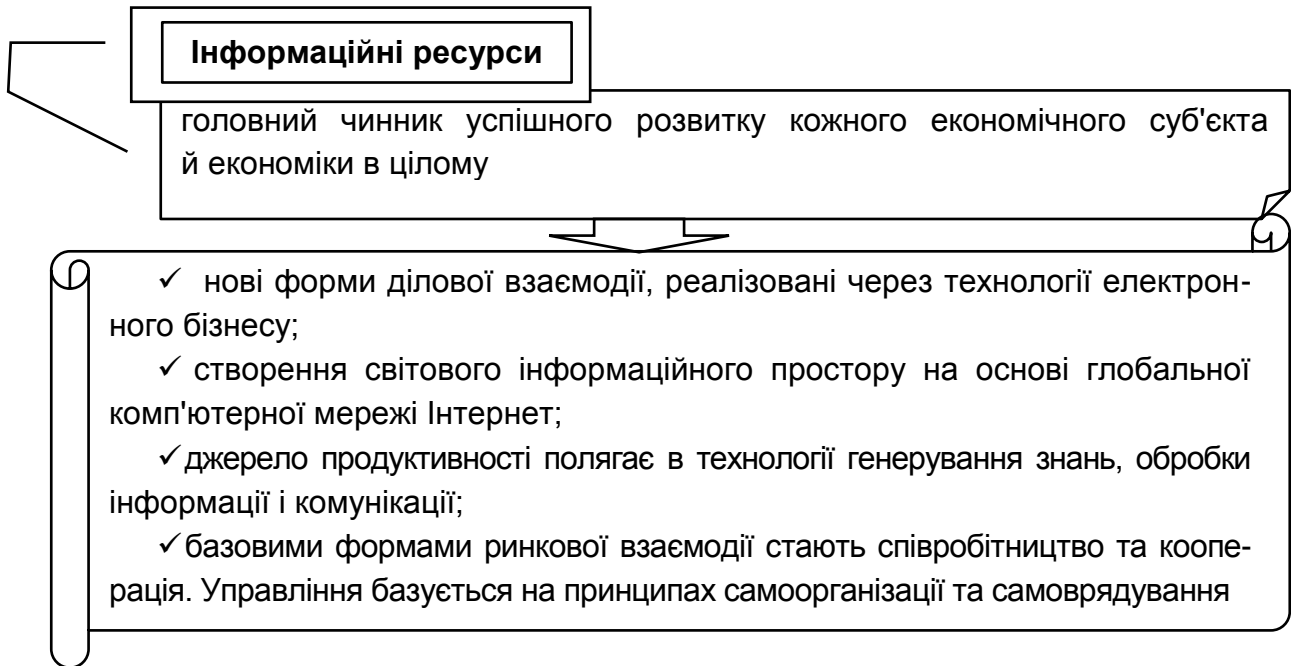 Інформаційні ресурси
головний чинник успішного розвитку кожного економічного суб'єкта
й економіки в цілому
✓ нові форми ділової взаємодії, реалізовані через технології електрон-
ного бізнесу;
✓ створення світового інформаційного простору на основі глобальної
комп'ютерної мережі Інтернет;
✓джерело продуктивності полягає в технології генерування знань, обробки
інформації і комунікації;
✓базовими формами ринкової взаємодії стають співробітництво та коопе-
рація. Управління базується на принципах самоорганізації та самоврядування